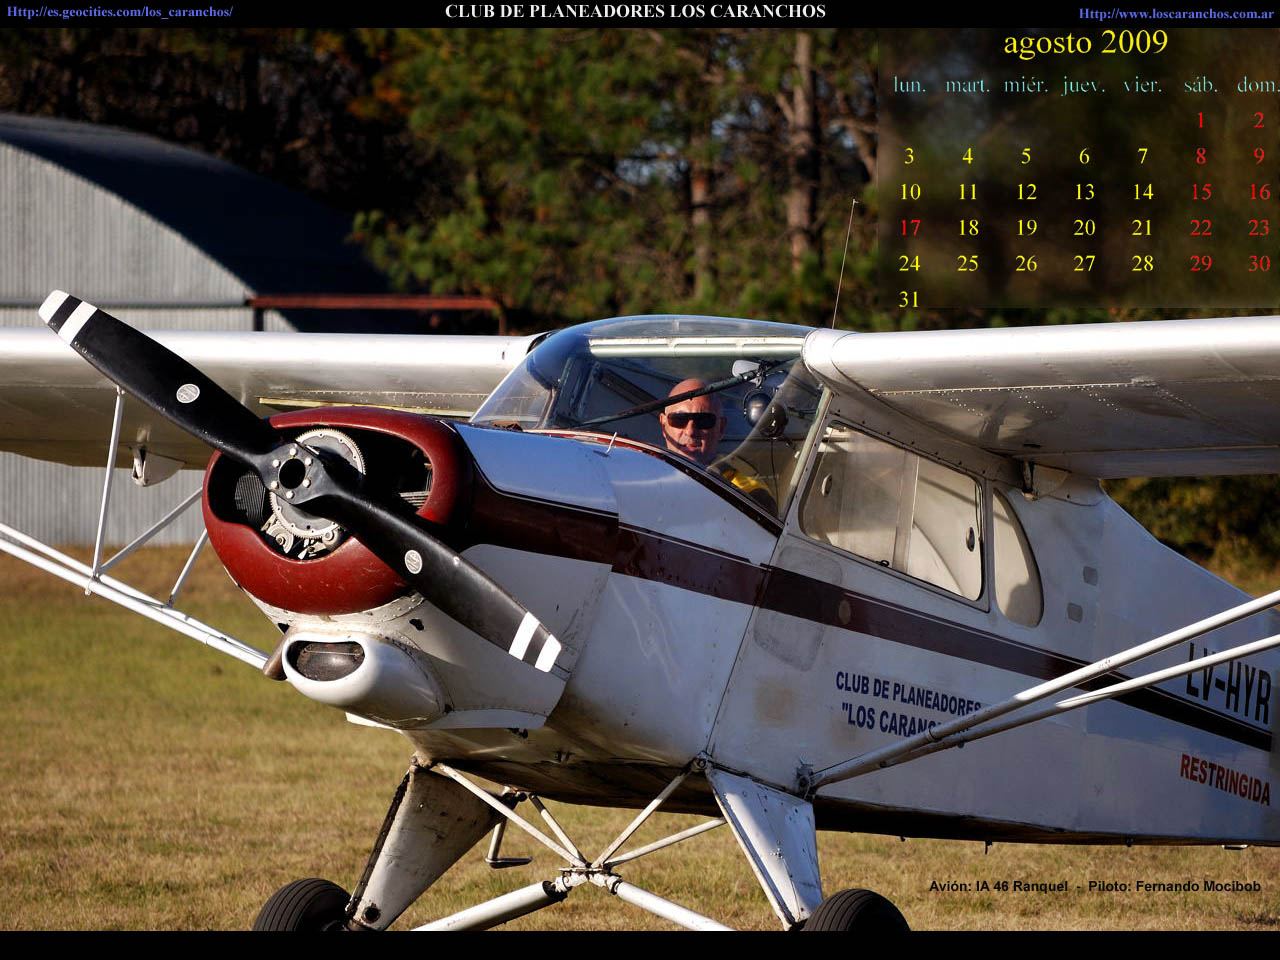 Http://es.geocities.com/los_caranchos/
CLUB DE PLANEADORES LOS CARANCHOS
Http://www.loscaranchos.com.ar
agosto 2009
lun. mart. miér. juev. vier. sáb. dom.
1 2
3 4 5 6 7 8 9
10 11 12 13 14 15 16
17 18 19 20 21 22 23
24 25 26 27 28 29 30
31
CLUB DE PLANEADORES
"LOS
LV-HYR
RESTRINGIDA
Avión: IA 46 Ranquel - Piloto: Fernando Mocibob